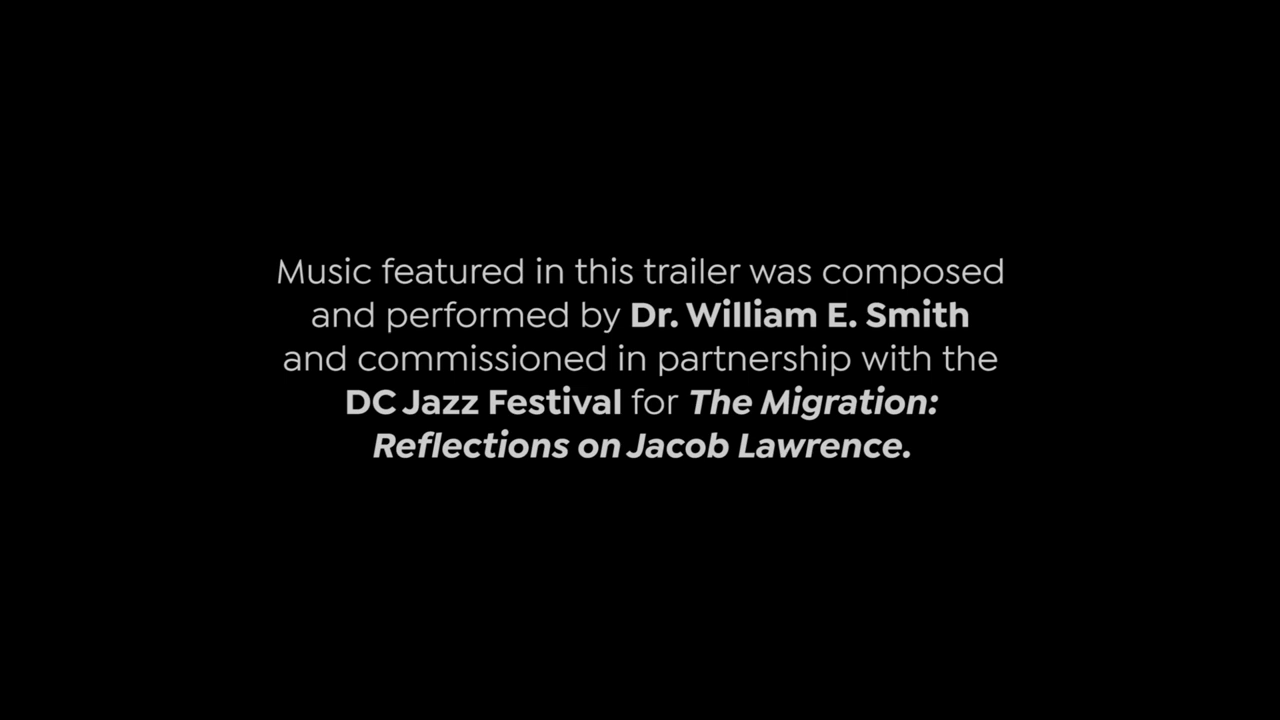 Music featured in this trailer was composed
and performed by Dr. William E. Smith
and commissioned in partnership with the
DC Jazz Festival for The Migration:
Reflections on Jacob Lawrence.